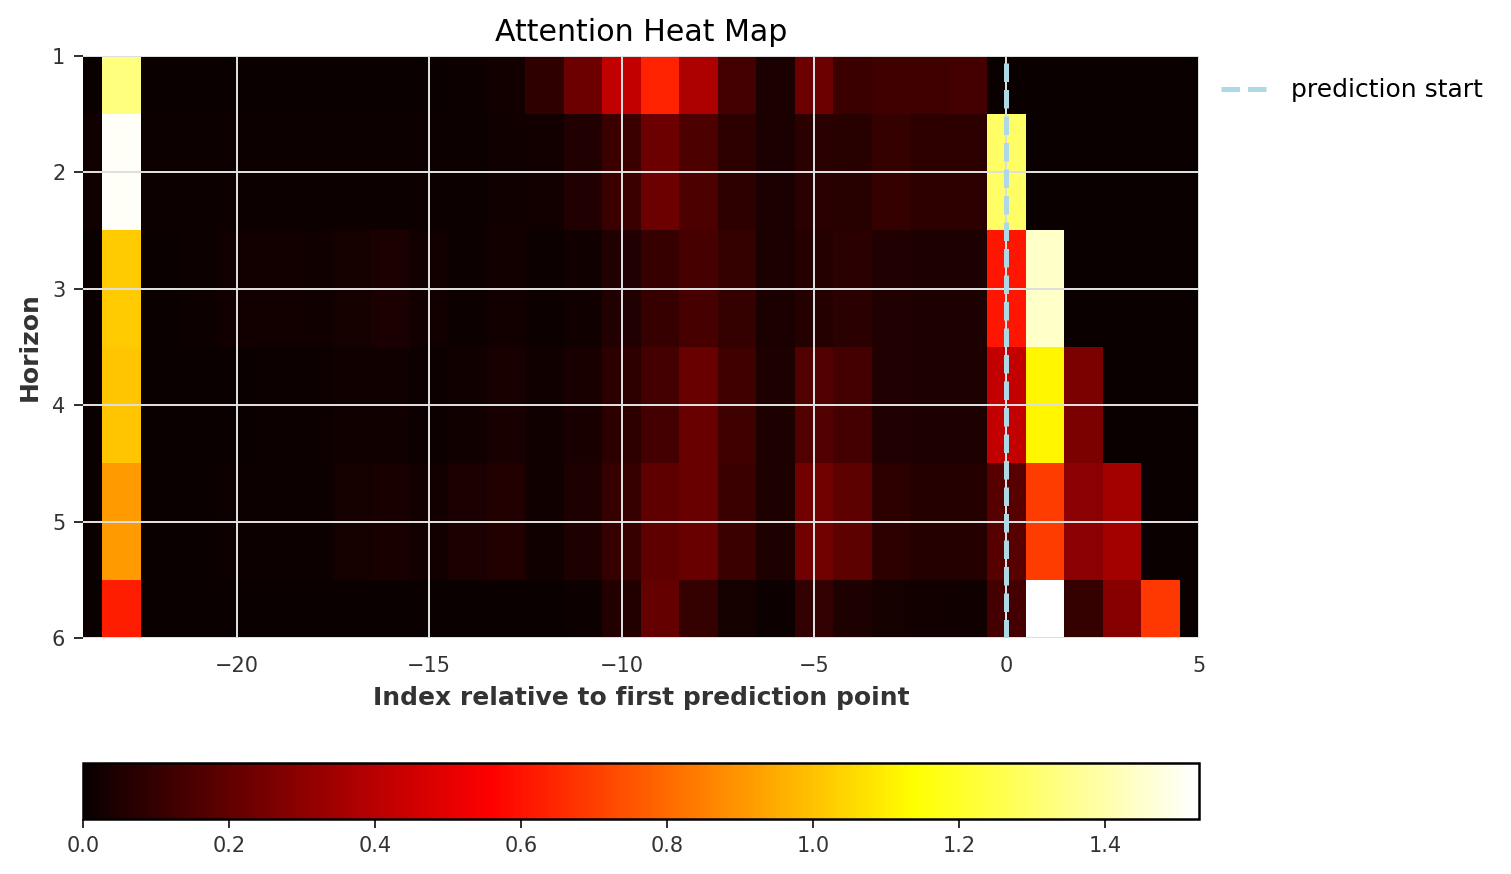 Attention Heat Map
prediction start
Horizon
1
2
3
4
5
6
−20 −15 −10 −5 0 5
Index relative to first prediction point
0.0 0.2 0.4 0.6 0.8 1.0 1.2 1.4